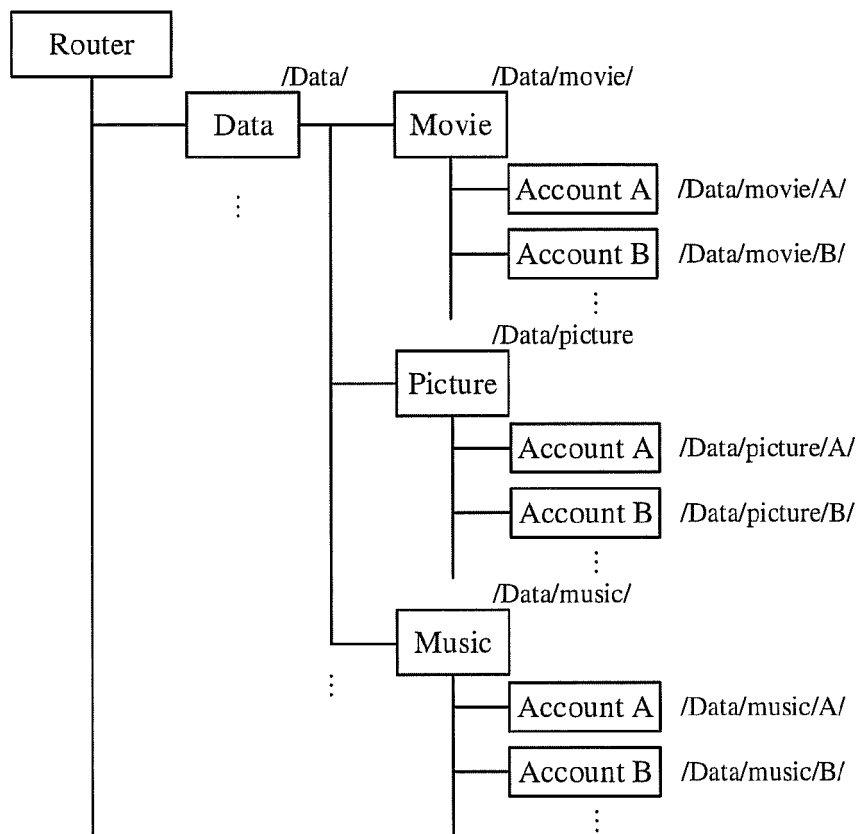 Router
/Data/
Data
/Data/movie/
Movie
Account A /Data/movie/A/
Account B /Data/movie/B/
/Data/picture
Picture
Account A /Data/picture/A/
Account B /Data/picture/B/
/Data/music/
Music
Account A /Data/music/A/
Account B /Data/music/B/